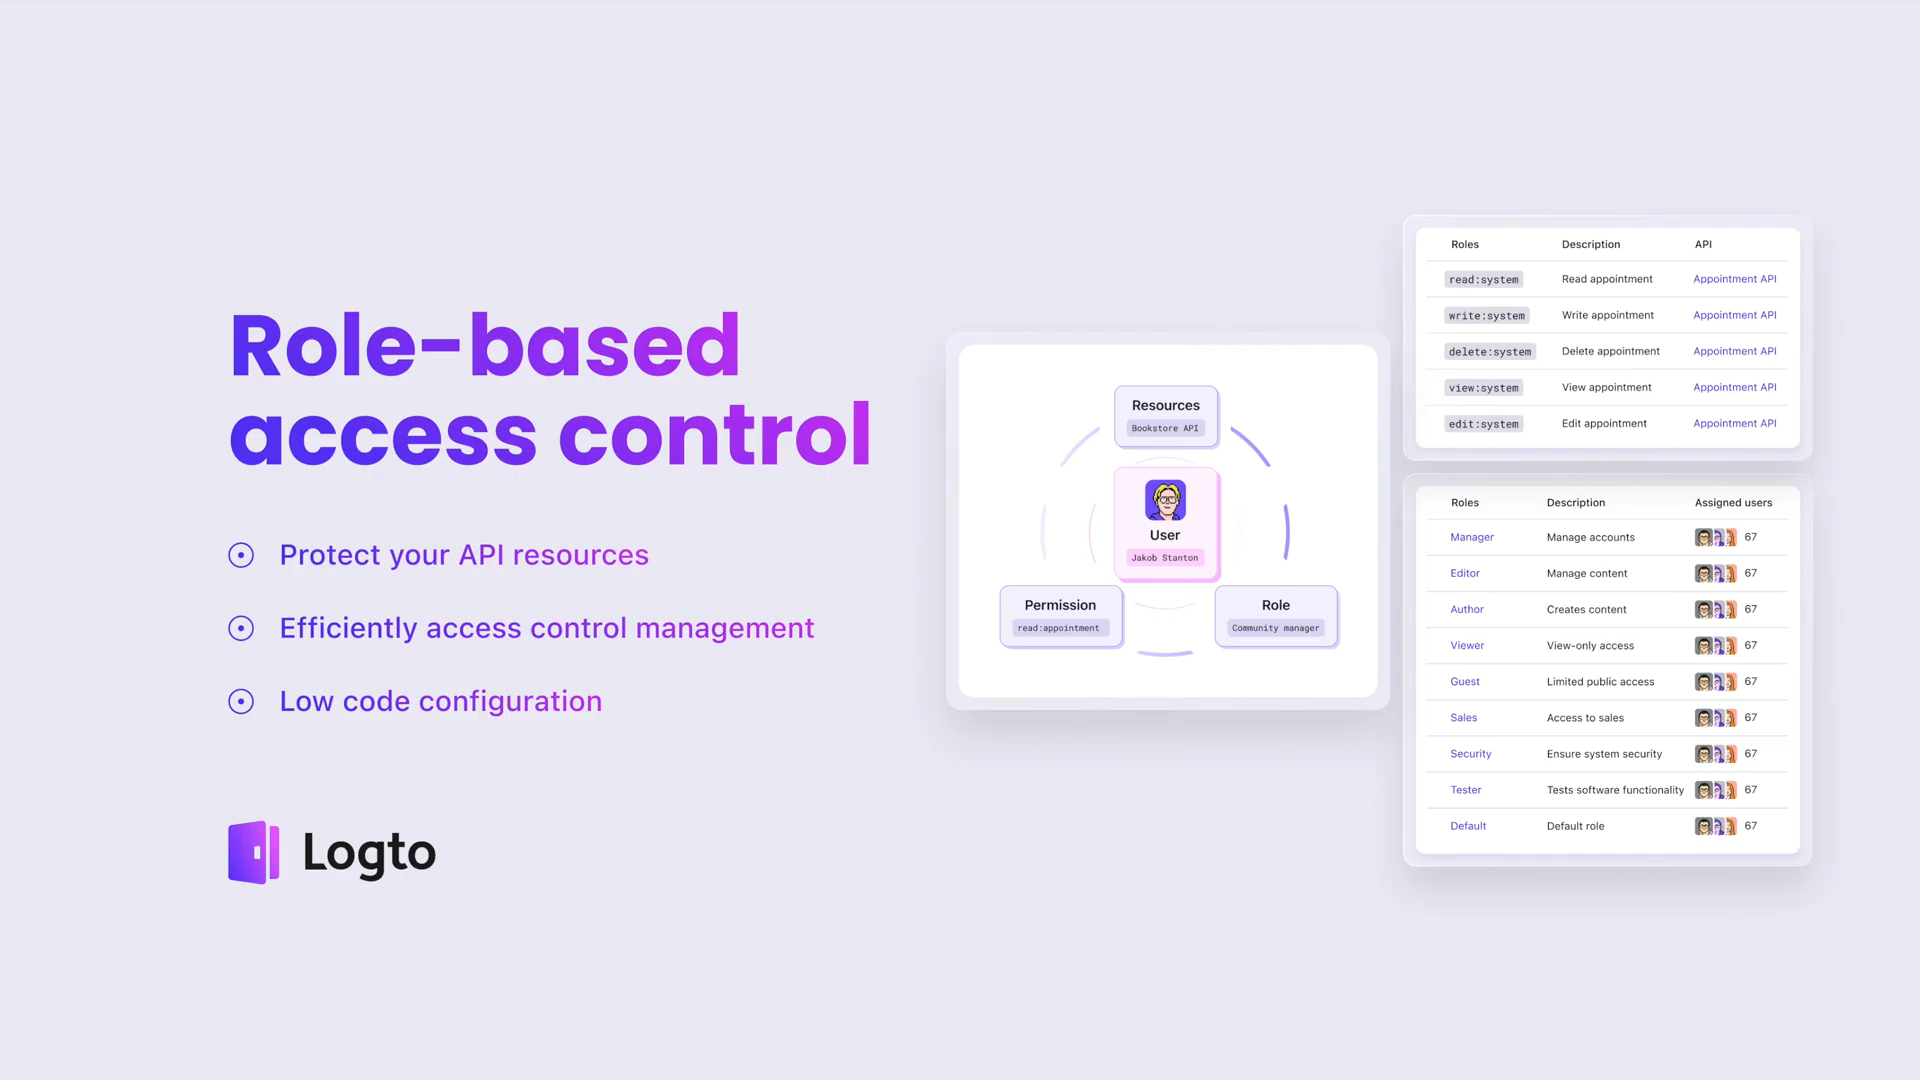 Role-based
access control
Protect your API resources
Efficiently access control management
Low code configuration
Logto
Resources
Bookstore API
User
Jakob Stanton
Permission
read:appointment
Role
Community manager
Roles Description API
read:system Read appointment Appointment API
write:system Write appointment Appointment API
delete:system Delete appointment Appointment API
view:system View appointment Appointment API
edit:system Edit appointment Appointment API
Roles Description Assigned users
Manager Manage accounts 67
Editor Manage content 67
Author Creates content 67
Viewer View-only access 67
Guest Limited public access 67
Sales Access to sales 67
Security Ensure system security 67
Tester Tests software functionality 67
Default Default role 67